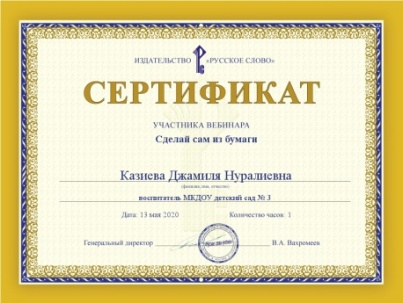 ИЗДАТЕЛЬСТВО «РУССКОЕ СЛОВО»
СЕРТИФИКАТ
УЧАСТНИКА ВЕБИНАРА
Сделай сам из бумаги
Казиева Джамиля Нуралиевна
(фамилия, имя, отчество)
воспитатель МКДОУ детский сад № 3
Дата: 13 мая 2020 Количество часов: 1
Генеральный директор В.А. Вахромеев